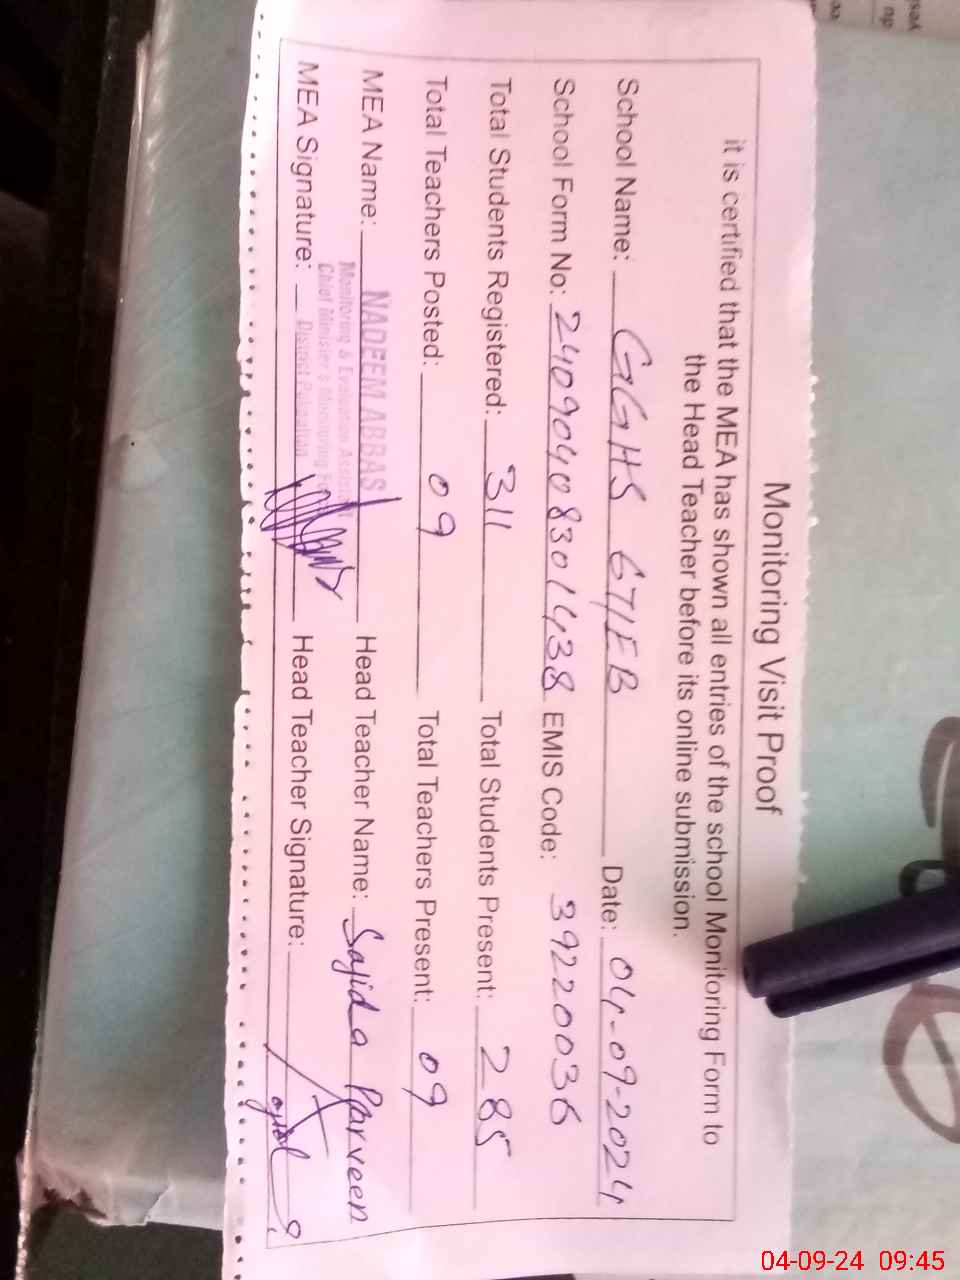 Monitoring Visit Proof
it is certified that the MEA has shown all entries of the school Monitoring Form to
the Head Teacher before its online submission.
School Name: GGHS 67/EB Date: 04-09-2024
School Form No: 24090408301438 EMIS Code: 39220036
Total Students Registered: 311 Total Students Present: 285
Total Teachers Posted: 09 Total Teachers Present: 09
MEA Name: NADEEM ABBAS Head Teacher Name: Sajida Parveen
Monitoring & Evaluation Assistant
Chief Minister's Monitoring
MEA Signature: District Pakpattan Head Teacher Signature:
04-09-24 09:45